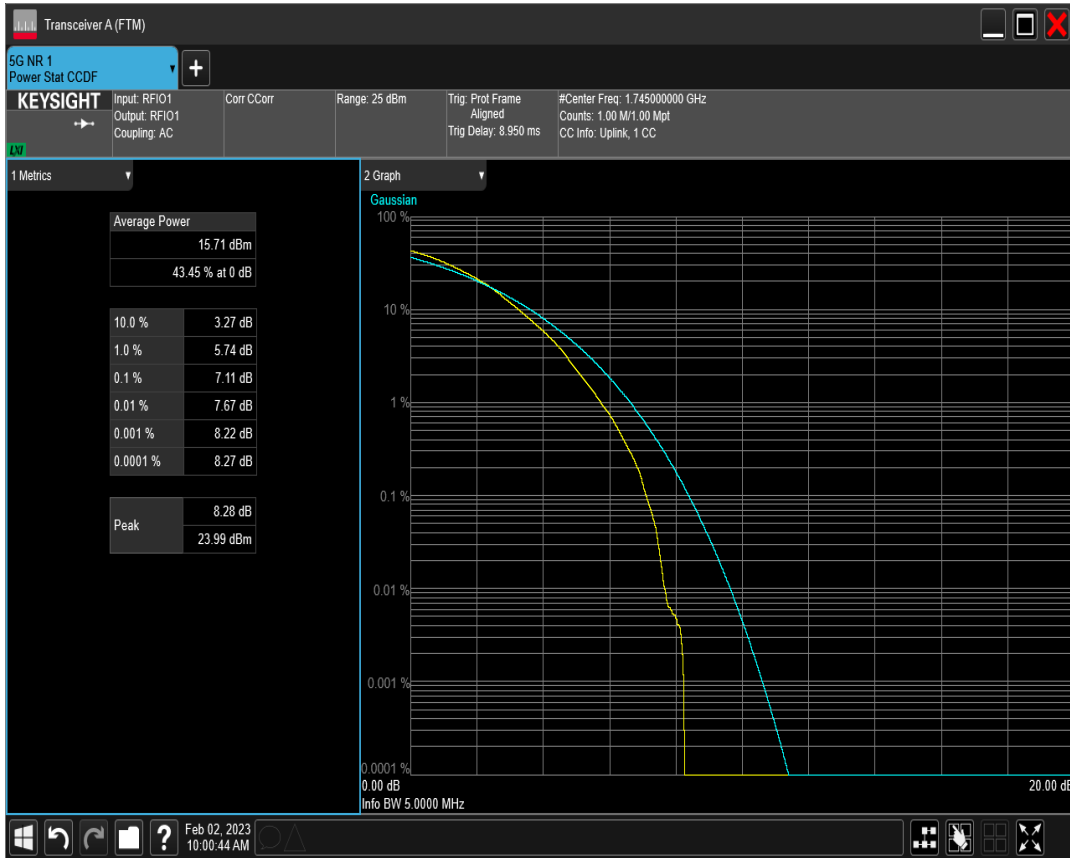 Transceiver A (FTM)
5G NR 1
Power Stat CCDF
+
KEYSIGHT
LXI
Input: RFIO1
Output: RFIO1
Coupling: AC
Corr CCorr
Range: 25 dBm
Trig: Prot Frame
Aligned
Trig Delay: 8.950 ms
#Center Freq: 1.745000000 GHz
Counts: 1.00 M/1.00 Mpt
CC Info: Uplink, 1 CC
1 Metrics
Average Power
15.71 dBm
43.45 % at 0 dB
10.0 % 3.27 dB
1.0 % 5.74 dB
0.1 % 7.11 dB
0.01 % 7.67 dB
0.001 % 8.22 dB
0.0001 % 8.27 dB
Peak 8.28 dB
23.99 dBm
2 Graph
Gaussian
100 %
10 %
1 %
0.1 %
0.01 %
0.001 %
0.0001 %
0.00 dB 20.00 dB
Info BW 5.0000 MHz
? Feb 02, 2023
10:00:44 AM